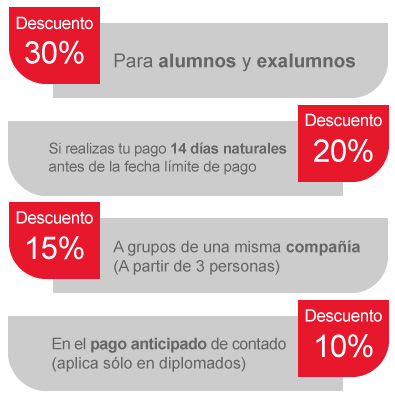 Descuento
30%
Para alumnos y exalumnos
Si realizas tu pago 14 días naturales
antes de la fecha límite de pago
Descuento
20%
Descuento
15%
A grupos de una misma compañía
(A partir de 3 personas)
En el pago anticipado de contado
(aplica sólo en diplomados)
Descuento
10%